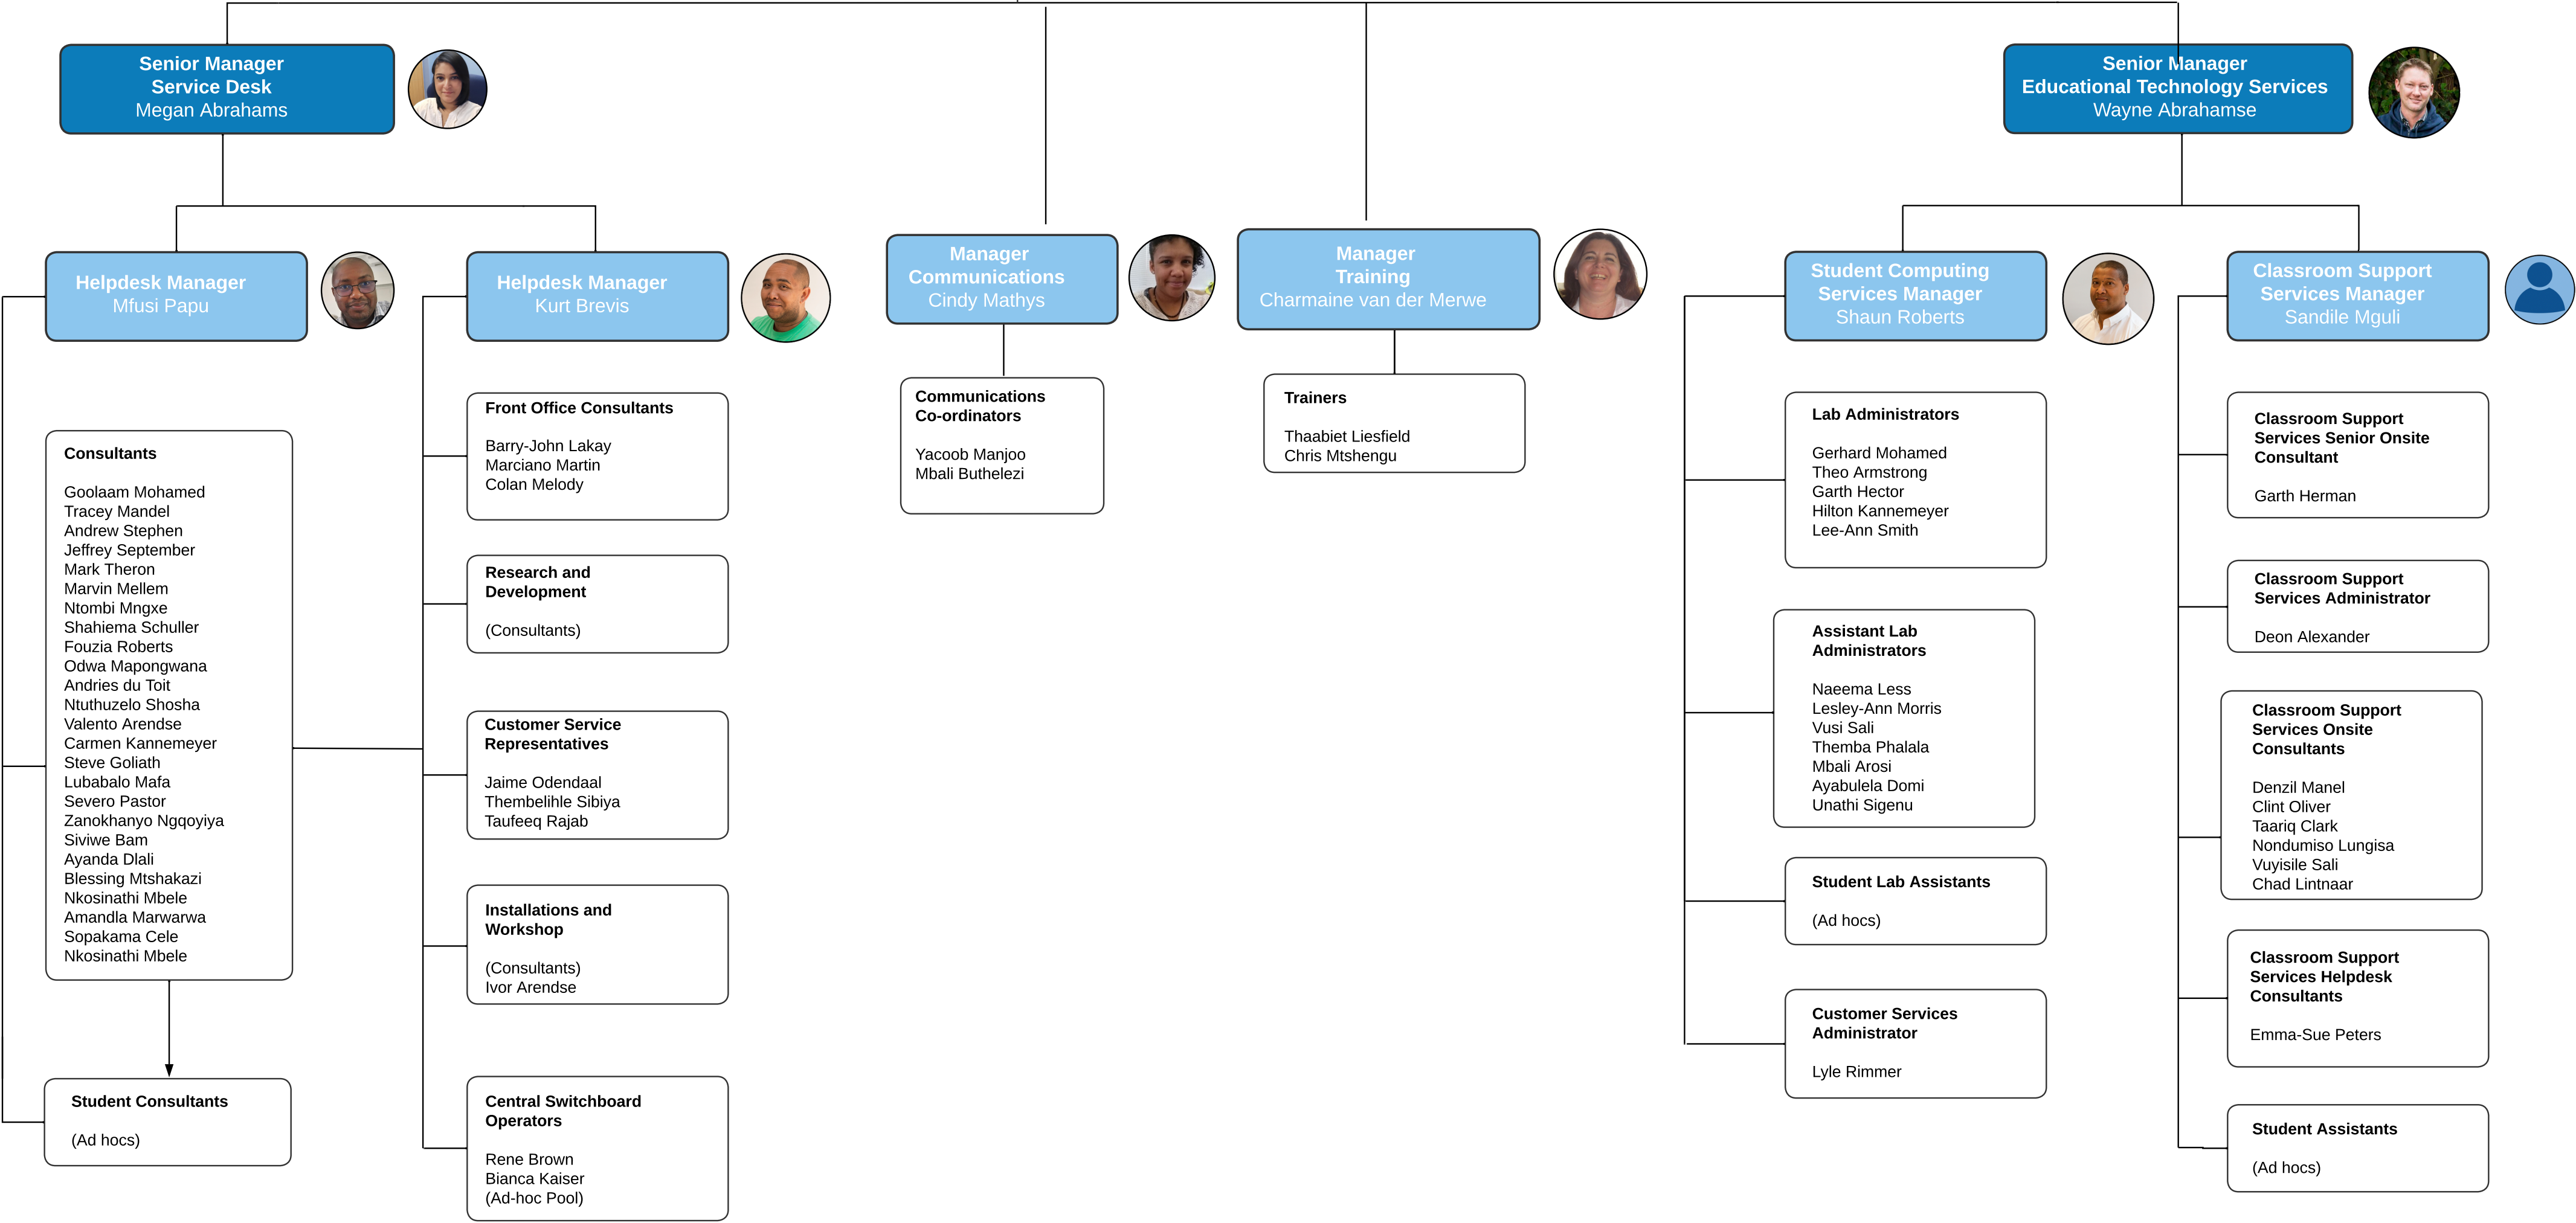 Senior Manager
Service Desk
Megan Abrahams
Senior Manager
Educational Technology Services
Wayne Abrahamse
Helpdesk Manager
Mfusi Papu
Helpdesk Manager
Kurt Brevis
Manager
Communications
Cindy Mathys
Manager
Training
Charmaine van der Merwe
Student Computing
Services Manager
Shaun Roberts
Classroom Support
Services Manager
Sandile Mguli
Consultants
Goolaam Mohamed
Tracey Mandel
Andrew Stephen
Jeffrey September
Mark Theron
Marvin Mellem
Ntombi Mngxe
Shahiema Schuller
Fouzia Roberts
Odwa Mapongwana
Andries du Toit
Ntuthuzelo Shosha
Valento Arendse
Carmen Kannemeyer
Steve Goliath
Lubabalo Mafa
Severo Pastor
Zanokhanyo Ngqoyiya
Siviwe Bam
Ayanda Dlali
Blessing Mtshakazi
Nkosinathi Mbele
Amandla Marwarwa
Sopakama Cele
Nkosinathi Mbele
Student Consultants
(Ad hocs)
Front Office Consultants
Barry-John Lakay
Marciano Martin
Colan Melody
Research and
Development
(Consultants)
Customer Service
Representatives
Jaime Odendaal
Thembelihle Sibiya
Taufeeq Rajab
Installations and
Workshop
(Consultants)
Ivor Arendse
Central Switchboard
Operators
Rene Brown
Bianca Kaiser
(Ad-hoc Pool)
Communications
Co-ordinators
Yacoob Manjoo
Mbali Buthelezi
Trainers
Thaabiet Liesfield
Chris Mtshengu
Lab Administrators
Gerhard Mohamed
Theo Armstrong
Garth Hector
Hilton Kannemeyer
Lee-Ann Smith
Assistant Lab
Administrators
Naeema Less
Lesley-Ann Morris
Vusi Sali
Themba Phalala
Mbali Arosi
Ayabulela Domi
Unathi Sigenu
Student Lab Assistants
(Ad hocs)
Customer Services
Administrator
Lyle Rimmer
Classroom Support
Services Senior Onsite
Consultant
Garth Herman
Classroom Support
Services Administrator
Deon Alexander
Classroom Support
Services Onsite
Consultants
Denzil Manel
Clint Oliver
Taariq Clark
Nondumiso Lungisa
Vuyisile Sali
Chad Lintnaar
Classroom Support
Services Helpdesk
Consultants
Emma-Sue Peters
Student Assistants
(Ad hocs)